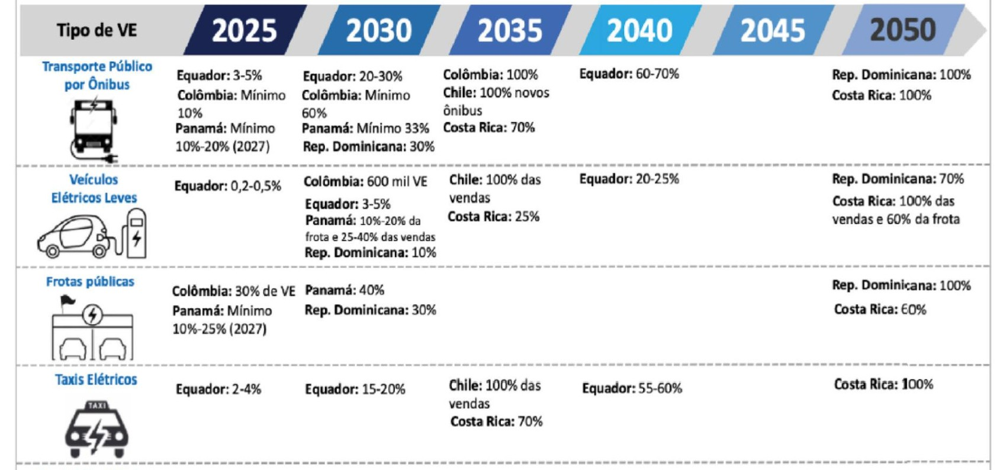 Tipo de VE
2025
2030
2035
2040
2045
2050
Transporte Público
por Ônibus
Equador: 3-5%
Colômbia: Mínimo
10%
Panamá: Mínimo
10%-20% (2027)
Equador: 20-30%
Colômbia: Mínimo
60%
Panamá: Mínimo 33%
Rep. Dominicana: 30%
Colômbia: 100%
Chile: 100% novos
ônibus
Costa Rica: 70%
Equador: 60-70%
Rep. Dominicana: 100%
Costa Rica: 100%
Veículos
Elétricos Leves
Equador: 0,2-0,5%
Colômbia: 600 mil VE
Equador: 3-5%
Panamá: 10%-20% da
frota e 25-40% das vendas
Rep. Dominicana: 10%
Chile: 100% das
vendas
Costa Rica: 25%
Equador: 20-25%
Rep. Dominicana: 70%
Costa Rica: 100% das
vendas e 60% da frota
Frotas públicas
Colômbia: 30% de VE
Panamá: Mínimo
10%-25% (2027)
Panamá: 40%
Rep. Dominicana: 30%
Rep. Dominicana: 100%
Costa Rica: 60%
Taxis Elétricos
TAXI
Equador: 2-4%
Equador: 15-20%
Chile: 100% das
vendas
Costa Rica: 70%
Equador: 55-60%
Costa Rica: 100%